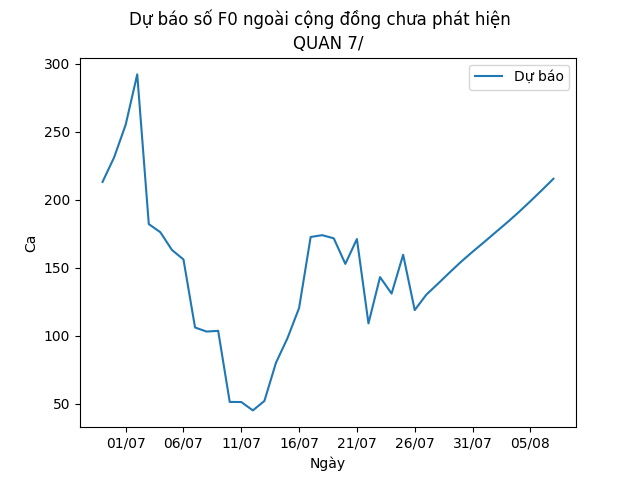 Dự báo số F0 ngoài cộng đồng chưa phát hiện
QUAN 7/
Dự báo
300
250
200
150
100
50
Ca
01/07 06/07 11/07 16/07 21/07 26/07 31/07 05/08
Ngày